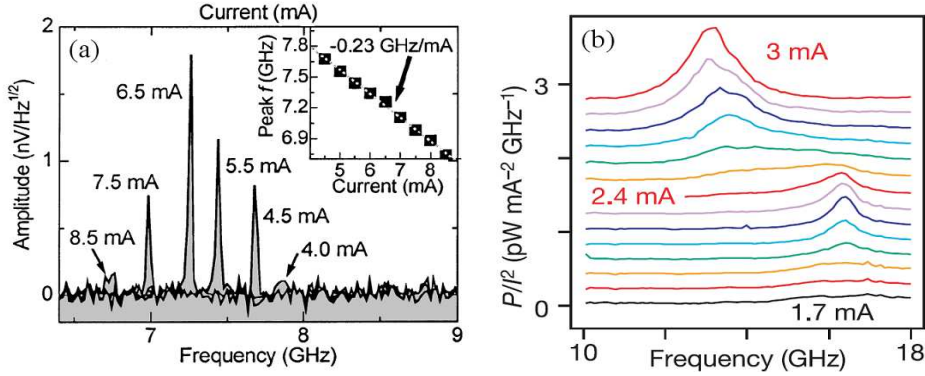 Current (mA)
(a)
Amplitude (nV/Hz1/2)
2
1
0
8.5 mA
7.5 mA
6.5 mA
5.5 mA
4.5 mA
4.0 mA
7
8
9
Frequency (GHz)
Peak f (GHz)
7.8
7.5
7.2
6.9
-0.23 GHz/mA
4
5
6
7
8
Current (mA)
(b)
P/I2 (pW mA−2 GHz−1)
3
0
3 mA
2.4 mA
1.7 mA
10
18
Frequency (GHz)